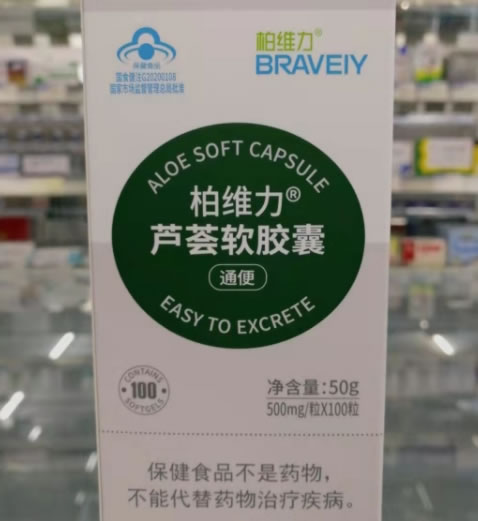 保健食品
国食健注G20200108
国家市场监督管理总局批准
柏维力®
BRAVEIY
ALOE SOFT CAPSULE
柏维力®
芦荟软胶囊
通便
EASY TO EXCRETE
CONTAINS
100
SOFTGELS
净含量:50g
500mg/粒X100粒
保健食品不是药物,
不能代替药物治疗疾病。